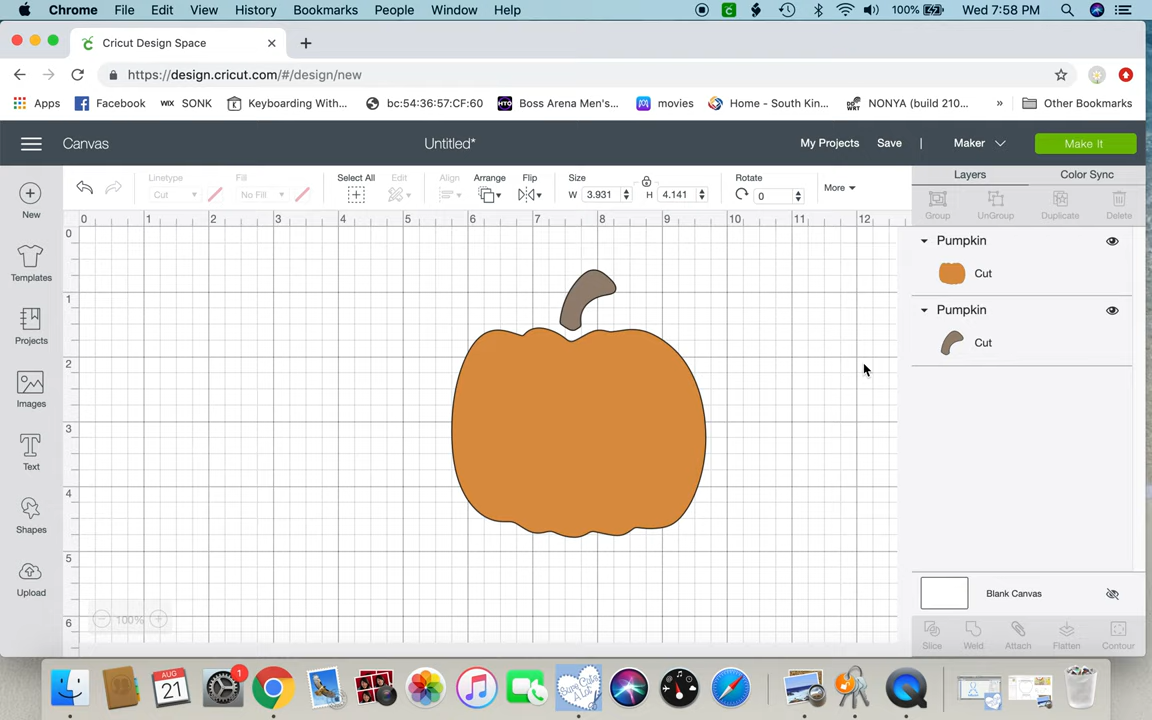 Chrome File Edit View History Bookmarks People Window Help 100% Wed 7:58 PM
Cricut Design Space
https://design.cricut.com/#/design/new
Apps Facebook WIX SONK Keyboarding With... bc:54:36:57:CF:60 HTO Boss Arena Men's... movies Home - South Kin... DD-WRT NONYA (build 210... » Other Bookmarks
Canvas Untitled* My Projects Save | Maker Make It
Linetype Fill Select All Edit Align Arrange Flip Size Rotate More Layers Color Sync
Cut No Fill W 3.931 H 4.141 0 Group UnGroup Duplicate Delete
0 1 2 3 4 5 6 7 8 9 10 11 12
0
1
2
3
4
5
6
New
Templates
Projects
Images
Text
Shapes
Upload
100%
Pumpkin
Cut
Pumpkin
Cut
Blank Canvas
Slice Weld Attach Flatten Contour
AUG
21
1